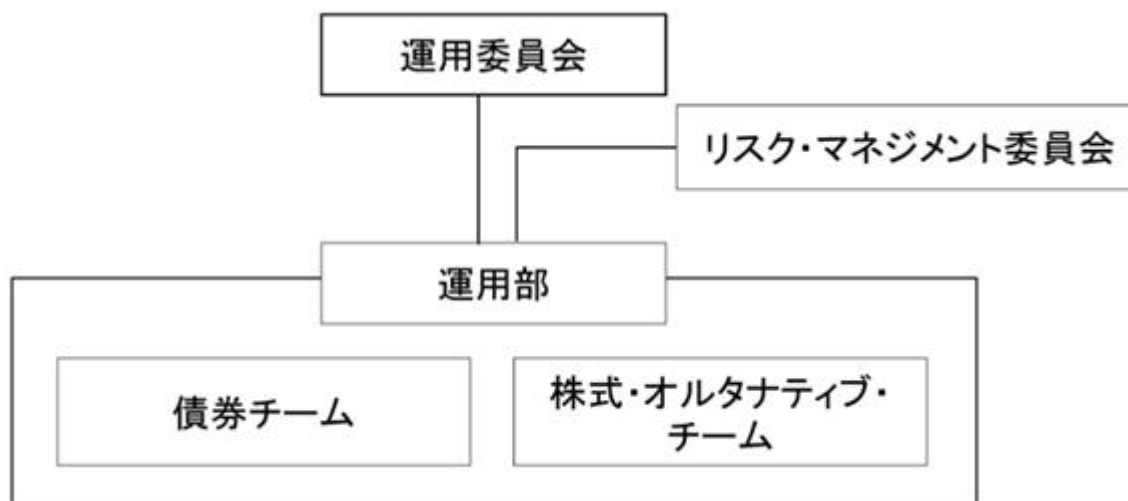 運用委員会
リスク・マネジメント委員会
運用部
債券チーム
株式・オルタナティブ・
チーム